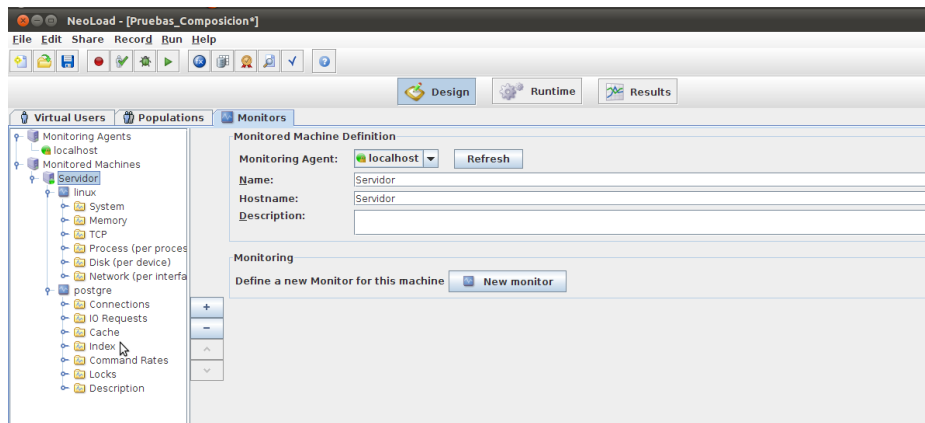 NeoLoad - [Pruebas_Composicion*]
File Edit Share Record Run Help
Design Runtime Results
Virtual Users Populations Monitors
Monitoring Agents
localhost
Monitored Machines
Servidor
linux
System
Memory
TCP
Process (per proces
Disk (per device)
Network (per interfa
postgre
Connections
IO Requests
Cache
Index
Command Rates
Locks
Description
+
−
Monitored Machine Definition
Monitoring Agent: localhost Refresh
Name: Servidor
Hostname: Servidor
Description:
Monitoring
Define a new Monitor for this machine New monitor